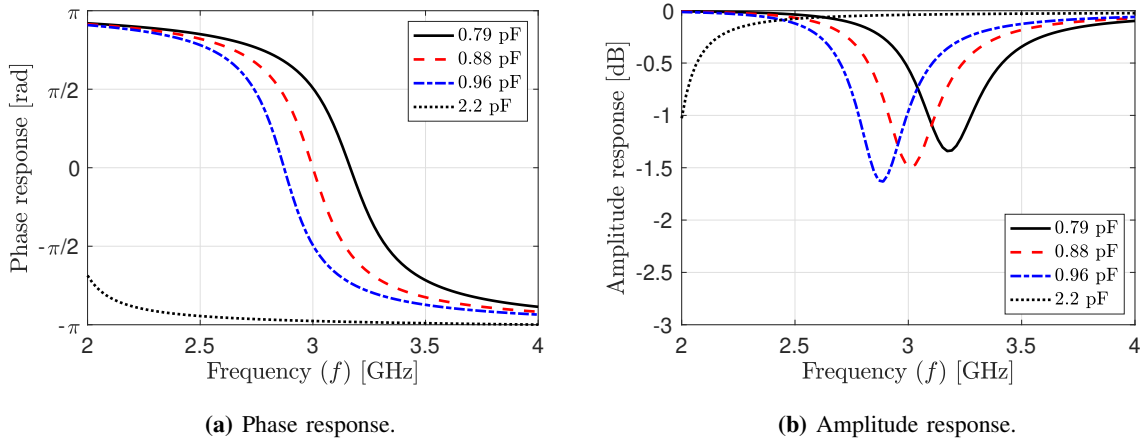 π
π/2
0
-π/2
-π
2
2.5
3
3.5
4
Phase response [rad]
Frequency (f) [GHz]
0.79 pF
0.88 pF
0.96 pF
2.2 pF
(a) Phase response.
0
-0.5
-1
-1.5
-2
-2.5
-3
2
2.5
3
3.5
4
Amplitude response [dB]
Frequency (f) [GHz]
0.79 pF
0.88 pF
0.96 pF
2.2 pF
(b) Amplitude response.